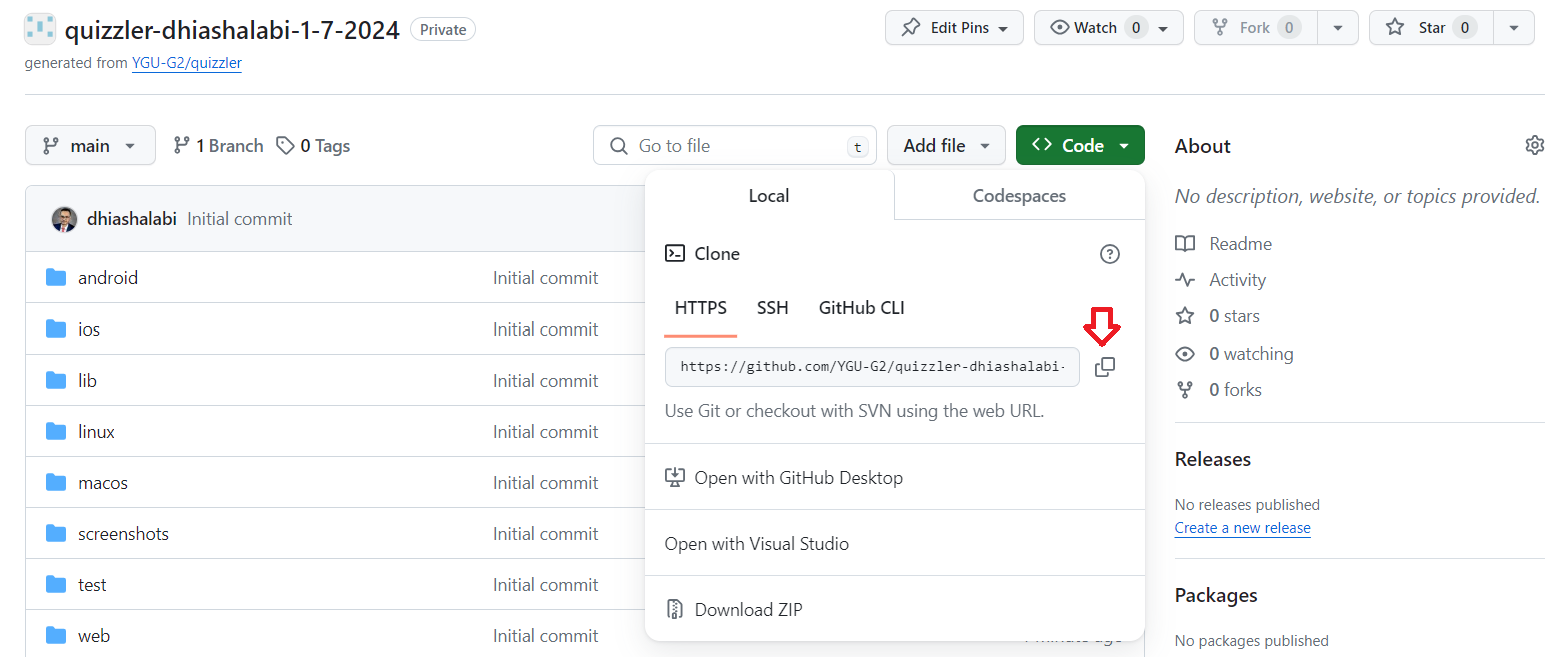 quizzler-dhiashalabi-1-7-2024 Private Edit Pins Watch 0 Fork 0 Star 0
generated from YGU-G2/quizzler
main 1 Branch 0 Tags Go to file t Add file Code About
No description, website, or topics provided.
Local Codespaces
dhiashalabi Initial commit
Readme
Clone
android Initial commit
Activity
HTTPS SSH GitHub CLI
0 stars
ios Initial commit
0 watching
https://github.com/YGU-G2/quizzler-dhiashalabi-
lib Initial commit
0 forks
Use Git or checkout with SVN using the web URL.
linux Initial commit
Releases
Open with GitHub Desktop
macos Initial commit
No releases published
Create a new release
screenshots Initial commit
Open with Visual Studio
test Initial commit
Packages
Download ZIP
web Initial commit
No packages published